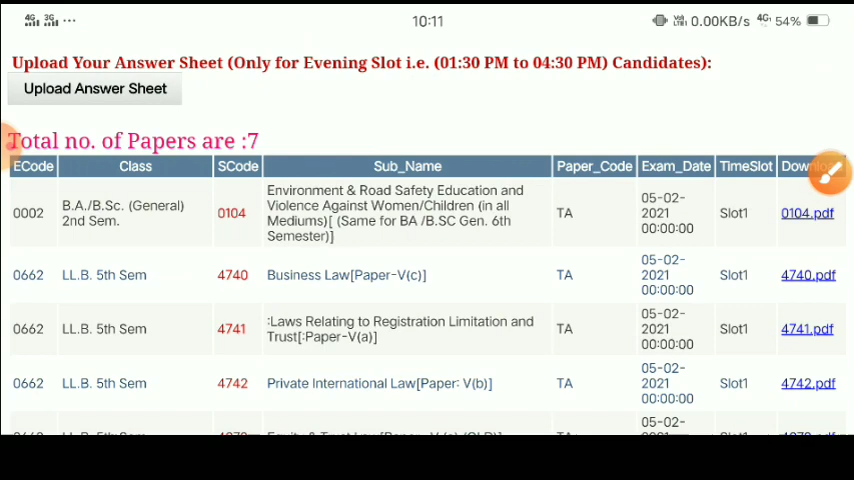 4G 3G ... 10:11 VoI LTE1 0.00KB/s 4G 54%
Upload Your Answer Sheet (Only for Evening Slot i.e. (01:30 PM to 04:30 PM) Candidates):
Upload Answer Sheet
Total no. of Papers are :7
ECode Class SCode Sub_Name Paper_Code Exam_Date TimeSlot
0002 B.A./B.Sc. (General) 2nd Sem. 0104 Environment & Road Safety Education and Violence Against Women/Children (in all Mediums)[ (Same for BA /B.SC Gen. 6th Semester)] TA 05-02-2021 00:00:00 Slot1 0104.pdf
0662 LL.B. 5th Sem 4740 Business Law[Paper-V(c)] TA 05-02-2021 00:00:00 Slot1 4740.pdf
0662 LL.B. 5th Sem 4741 :Laws Relating to Registration Limitation and Trust[:Paper-V(a)] TA 05-02-2021 00:00:00 Slot1 4741.pdf
0662 LL.B. 5th Sem 4742 Private International Law[Paper: V(b)] TA 05-02-2021 00:00:00 Slot1 4742.pdf
05-02-